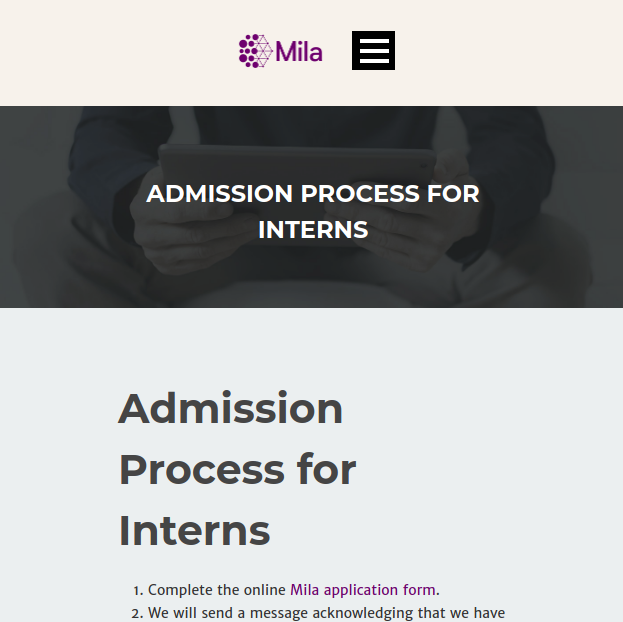 Mila
ADMISSION PROCESS FOR
INTERNS
Admission
Process for
Interns
1. Complete the online Mila application form.
2. We will send a message acknowledging that we have